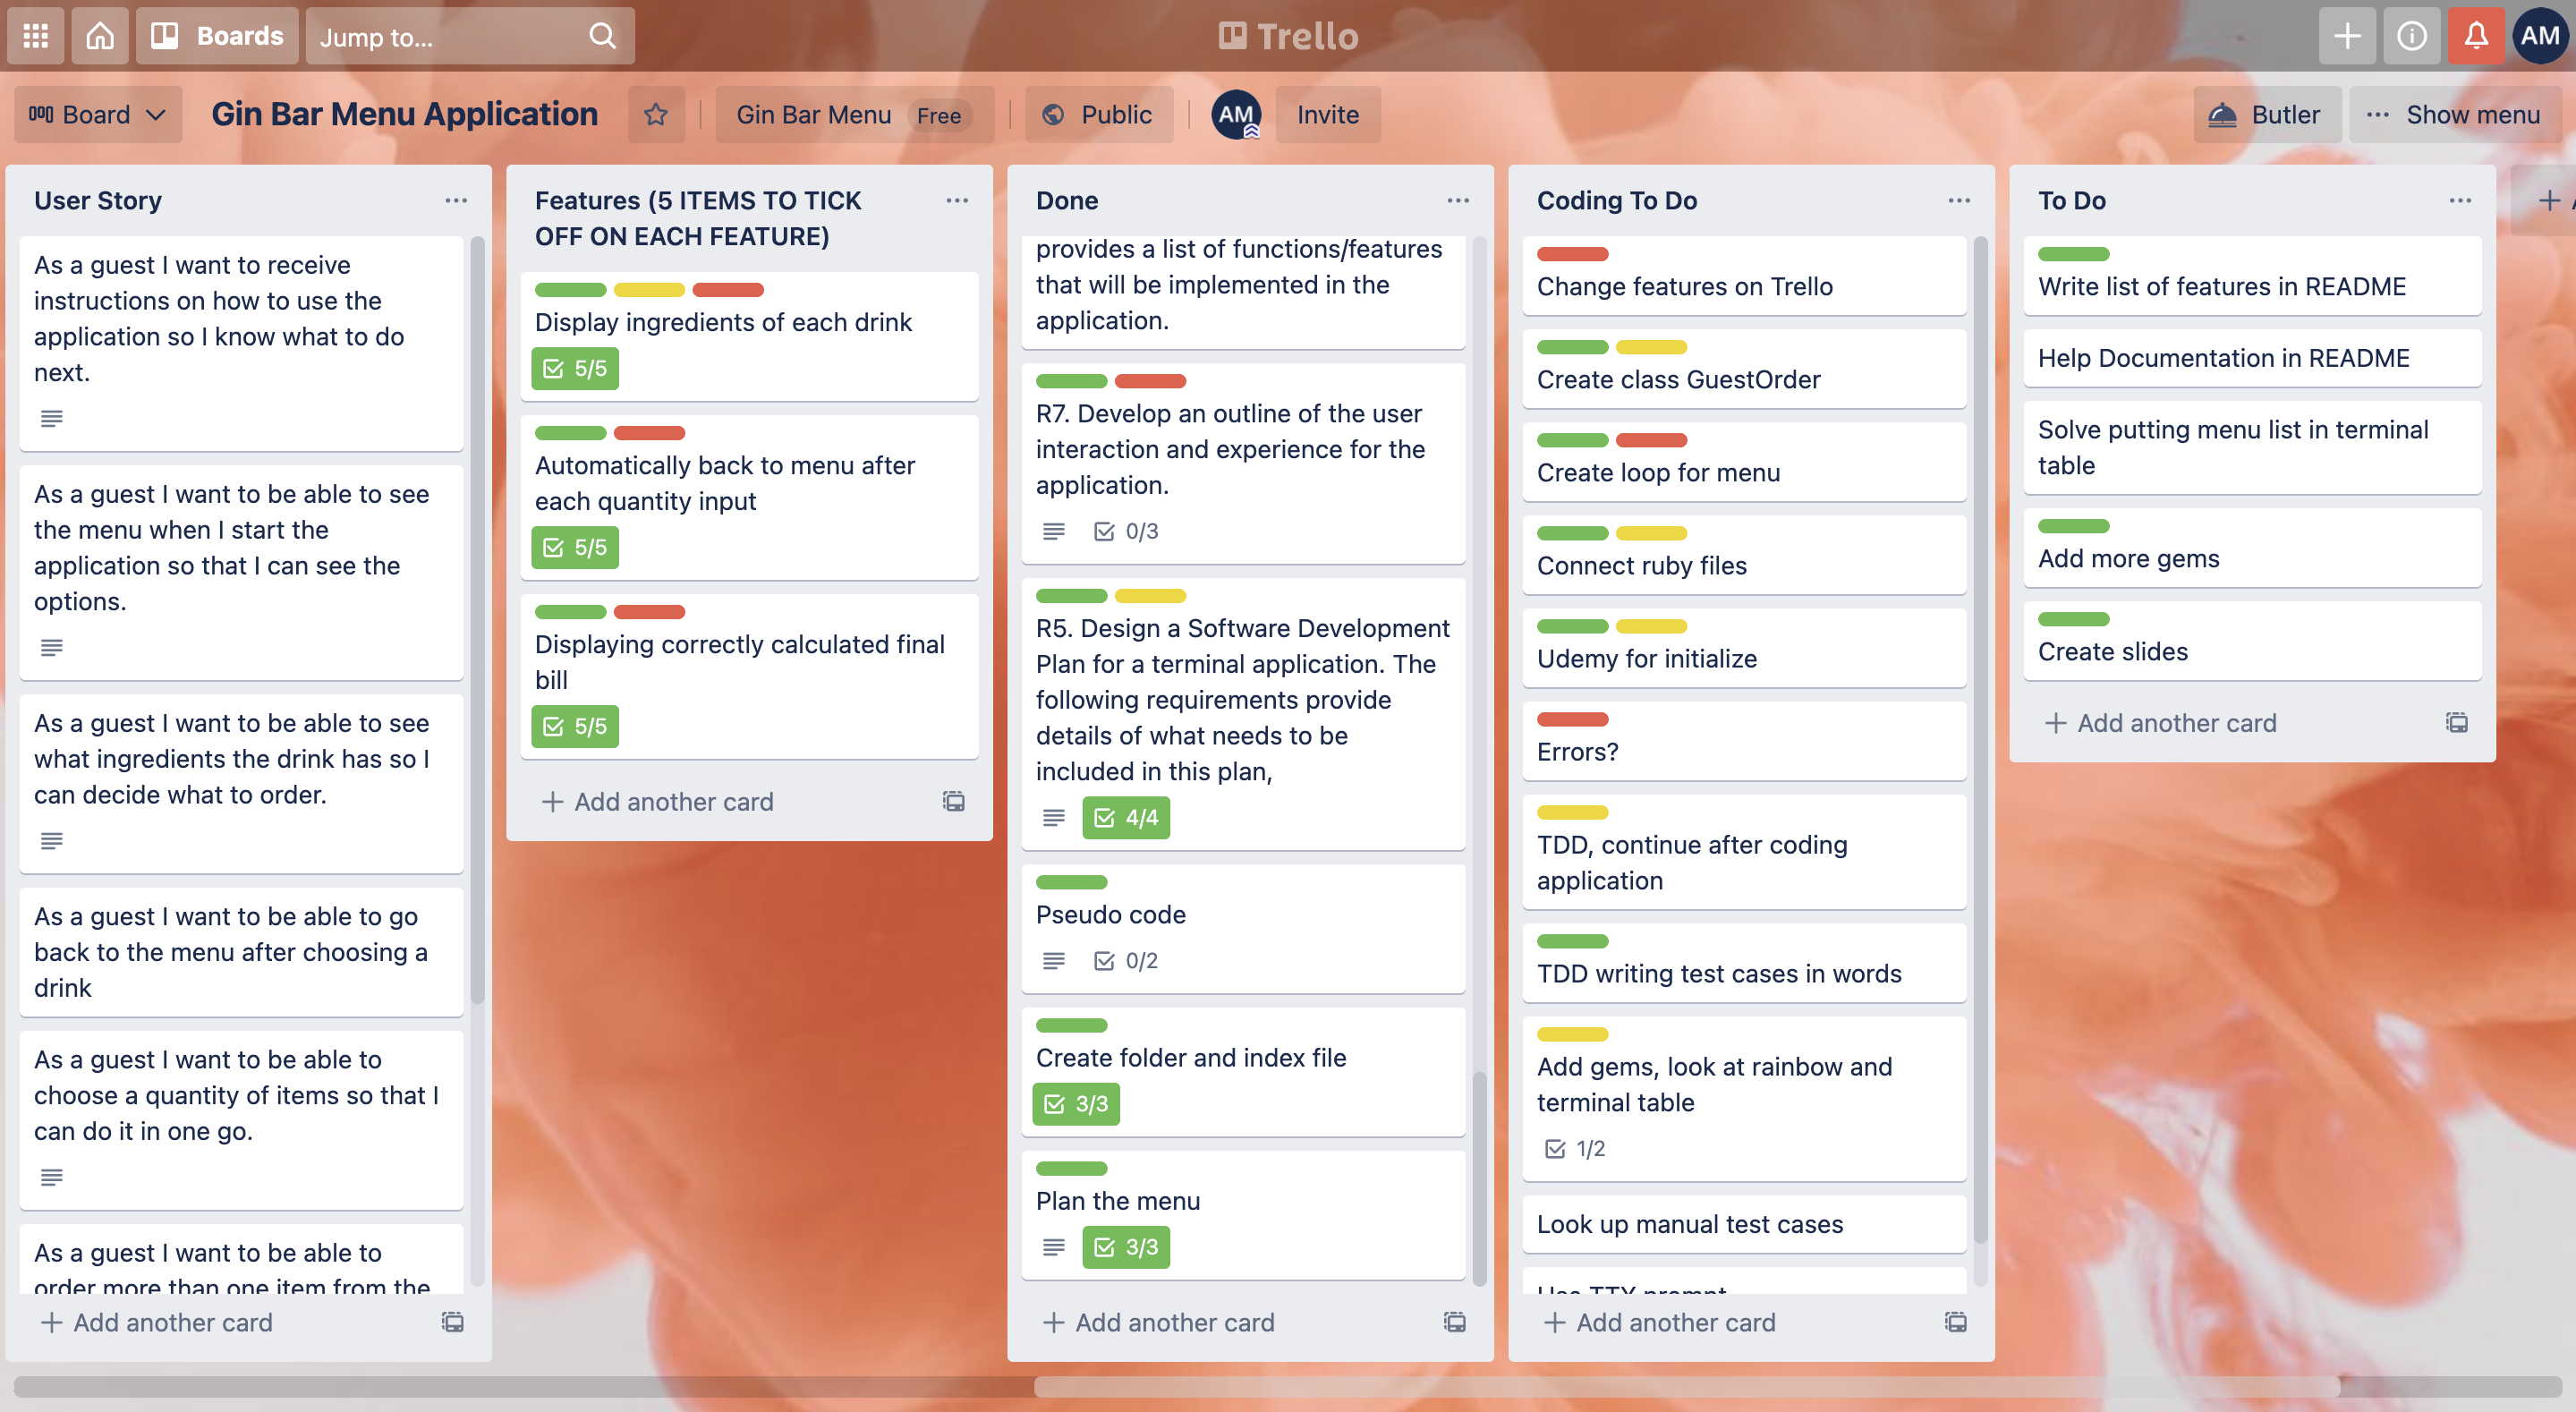 Boards
Jump to...
Trello
AM
Board
Gin Bar Menu Application
Gin Bar Menu Free
Public
AM
Invite
Butler
Show menu
User Story
As a guest I want to receive
instructions on how to use the
application so I know what to do
next.
As a guest I want to be able to see
the menu when I start the
application so that I can see the
options.
As a guest I want to be able to see
what ingredients the drink has so I
can decide what to order.
As a guest I want to be able to go
back to the menu after choosing a
drink
As a guest I want to be able to
choose a quantity of items so that I
can do it in one go.
As a guest I want to be able to
order more than one item from the
Add another card
Features (5 ITEMS TO TICK
OFF ON EACH FEATURE)
Display ingredients of each drink
5/5
Automatically back to menu after
each quantity input
5/5
Displaying correctly calculated final
bill
5/5
Add another card
Done
provides a list of functions/features
that will be implemented in the
application.
R7. Develop an outline of the user
interaction and experience for the
application.
0/3
R5. Design a Software Development
Plan for a terminal application. The
following requirements provide
details of what needs to be
included in this plan,
4/4
Pseudo code
0/2
Create folder and index file
3/3
Plan the menu
3/3
Add another card
Coding To Do
Change features on Trello
Create class GuestOrder
Create loop for menu
Connect ruby files
Udemy for initialize
Errors?
TDD, continue after coding
application
TDD writing test cases in words
Add gems, look at rainbow and
terminal table
1/2
Look up manual test cases
Use TTY prompt
Add another card
To Do
Write list of features in README
Help Documentation in README
Solve putting menu list in terminal
table
Add more gems
Create slides
Add another card